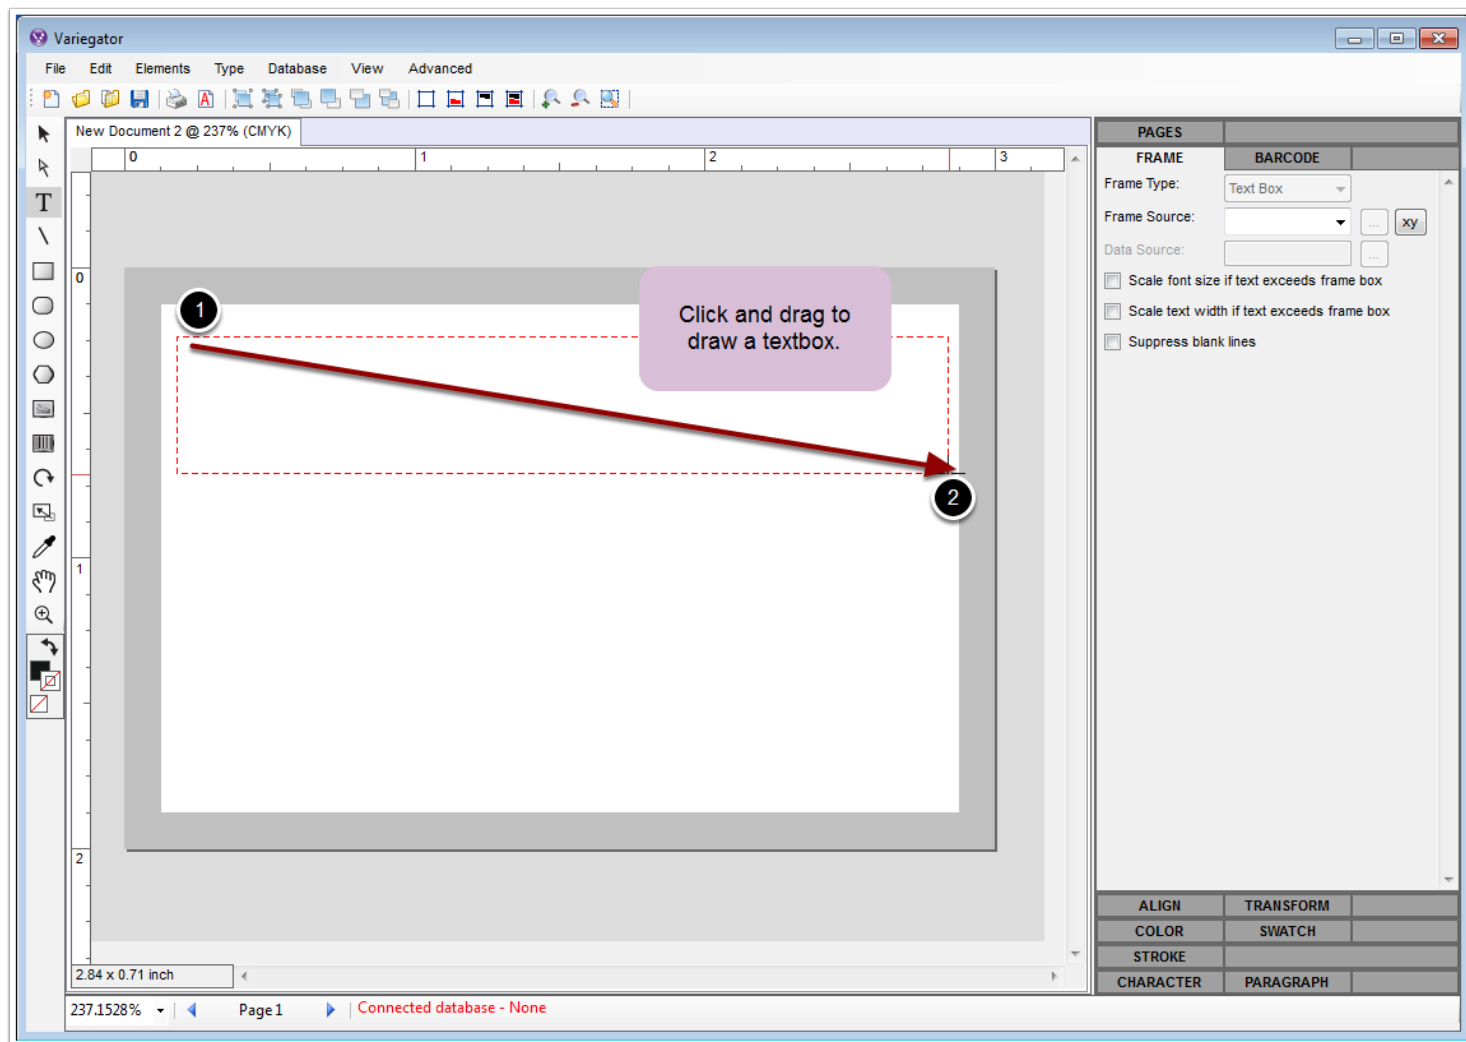 Variegator
File Edit Elements Type Database View Advanced
New Document 2 @ 237% (CMYK)
0 1 2 3
0
1
2
T
1
Click and drag to
draw a textbox.
2
PAGES
FRAME BARCODE
Frame Type: Text Box
Frame Source: ... xy
Data Source: ...
Scale font size if text exceeds frame box
Scale text width if text exceeds frame box
Suppress blank lines
ALIGN TRANSFORM
COLOR SWATCH
STROKE
CHARACTER PARAGRAPH
2.84 x 0.71 inch
237.1528% Page 1 Connected database - None